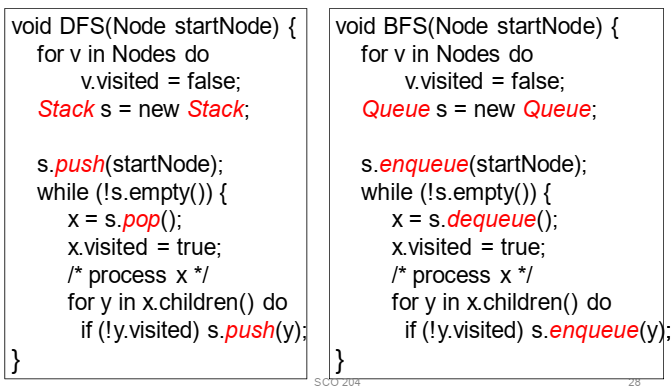 void DFS(Node startNode) {
for v in Nodes do
v.visited = false;
Stack s = new Stack;
s.push(startNode);
while (!s.empty()) {
x = s.pop();
x.visited = true;
/* process x */
for y in x.children() do
if (!y.visited) s.push(y);
}
void BFS(Node startNode) {
for v in Nodes do
v.visited = false;
Queue s = new Queue;
s.enqueue(startNode);
while (!s.empty()) {
x = s.dequeue();
x.visited = true;
/* process x */
for y in x.children() do
if (!y.visited) s.enqueue(y);
}
SCO 204
28